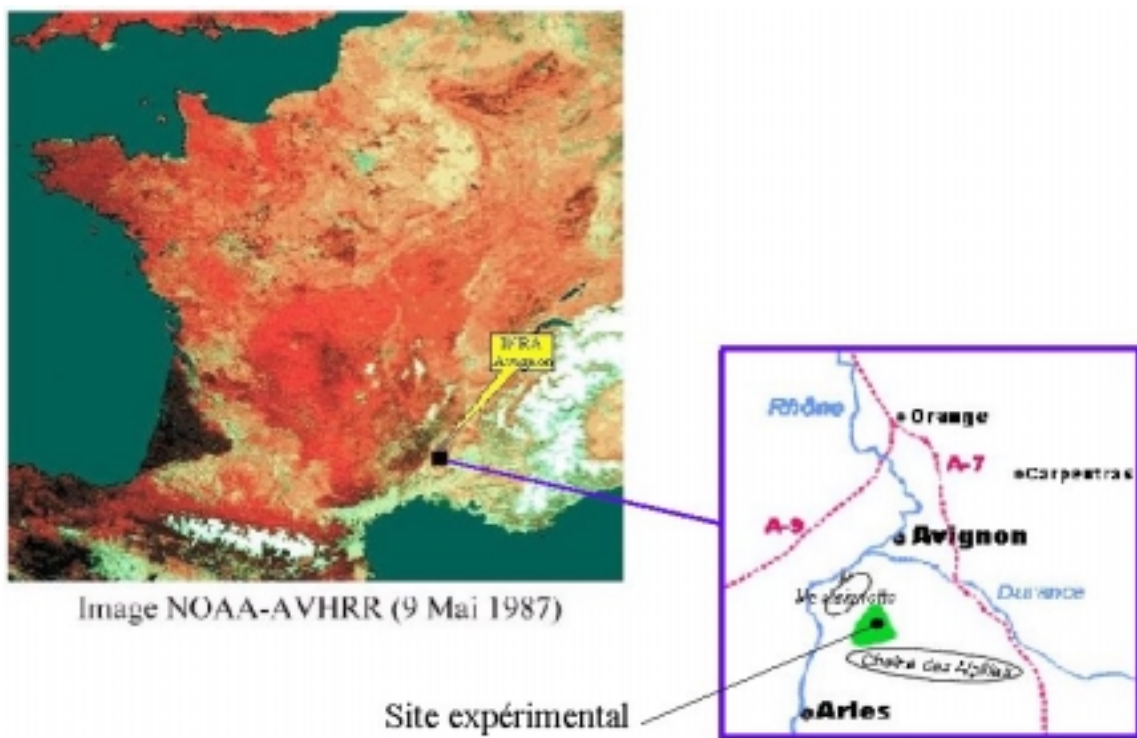 Avignon
Image NOAA-AVHRR (9 Mai 1987)
Rhône
Orange
A-7
Carpentras
A-9
Avignon
Durance
Chaîne des Alpilles
Arles
Site expérimental